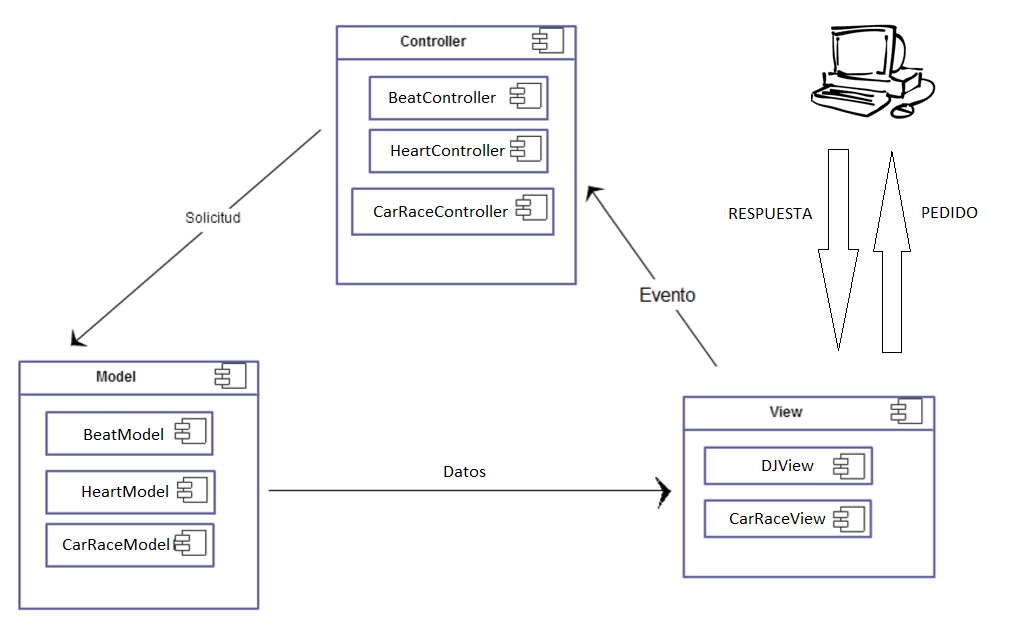 Controller
BeatController
HeartController
CarRaceController
Solicitud
Evento
RESPUESTA
PEDIDO
Model
BeatModel
HeartModel
CarRaceModel
Datos
View
DJView
CarRaceView